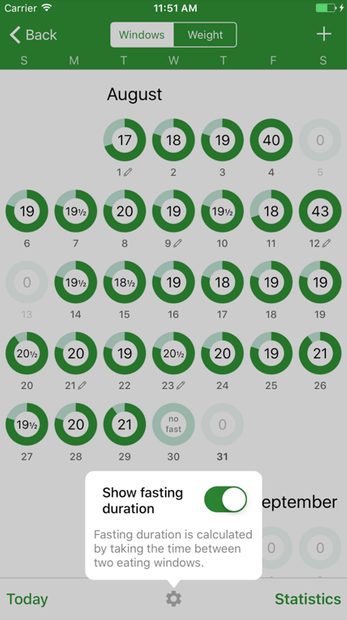 Carrier 11:51 AM
Back Windows Weight +
S M T W T F S
August
17 18 19 40 0
1 2 3 4 5
19 19½ 20 19 19½ 18 43
6 7 8 9 10 11 12
0 19½ 18½ 19 18 19 19
13 14 15 16 17 18 19
20½ 20 19 20½ 20 19 21
20 21 22 23 24 25 26
19½ 20 21 no fast 0
27 28 29 30 31
Show fasting
duration
Fasting duration is calculated
by taking the time between
two eating windows.
eptember
0 0
Today Statistics